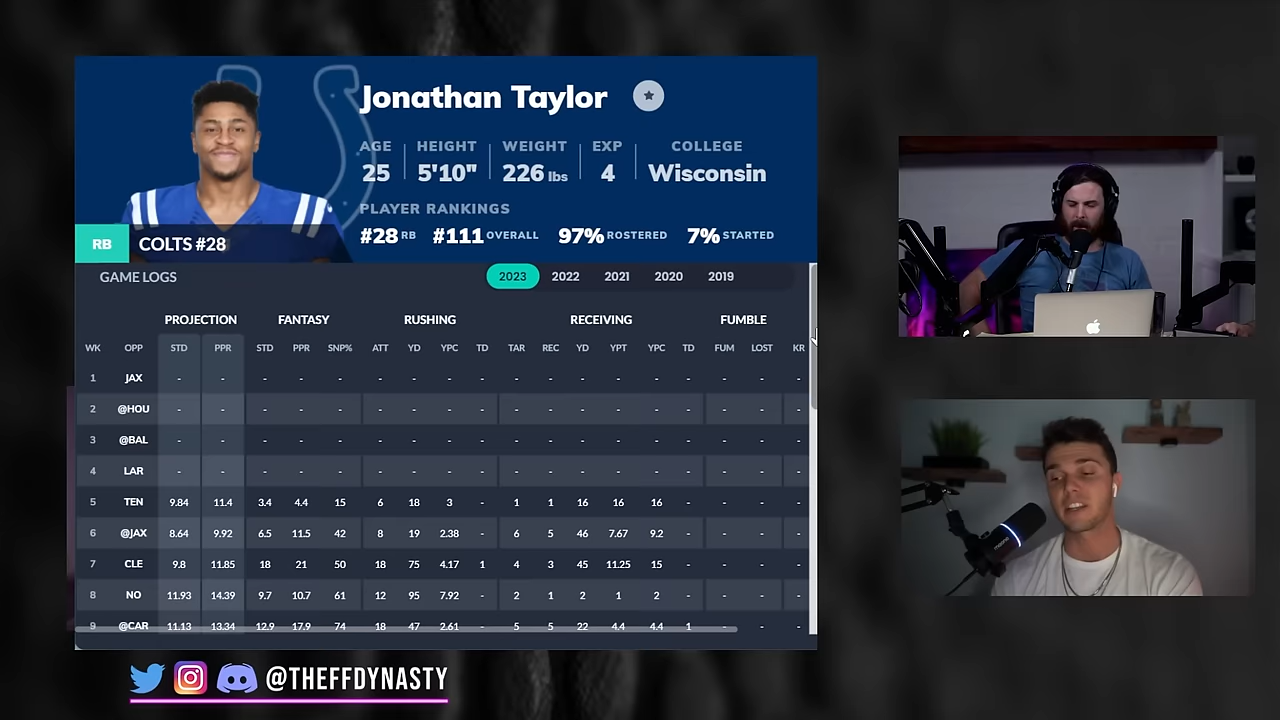 Jonathan Taylor
AGE HEIGHT WEIGHT EXP COLLEGE
25 5'10" 226 lbs 4 Wisconsin
PLAYER RANKINGS
#28 RB #111 OVERALL 97% ROSTERED 7% STARTED
RB COLTS #28
GAME LOGS 2023 2022 2021 2020 2019
PROJECTION FANTASY RUSHING RECEIVING FUMBLE
WK OPP STD PPR STD PPR SNP% ATT YD YPC TD TAR REC YD YPT YPC TD FUM LOST KR
1 JAX - - - - - - - - - - - - - - - - - -
2 @HOU - - - - - - - - - - - - - - - - - -
3 @BAL - - - - - - - - - - - - - - - - - -
4 LAR - - - - - - - - - - - - - - - - - -
5 TEN 9.84 11.4 3.4 4.4 15 6 18 3 - 1 1 16 16 16 - - - -
6 @JAX 8.64 9.92 6.5 11.5 42 8 19 2.38 - 6 5 46 7.67 9.2 - - - -
7 CLE 9.8 11.85 18 21 50 18 75 4.17 1 4 3 45 11.25 15 - - - -
8 NO 11.93 14.39 9.7 10.7 61 12 95 7.92 - 2 1 2 1 2 - - - -
9 @CAR 11.13 13.34 12.9 17.9 74 18 47 2.61 - 5 5 22 4.4 4.4 1 - - -
@THEFFDYNASTY